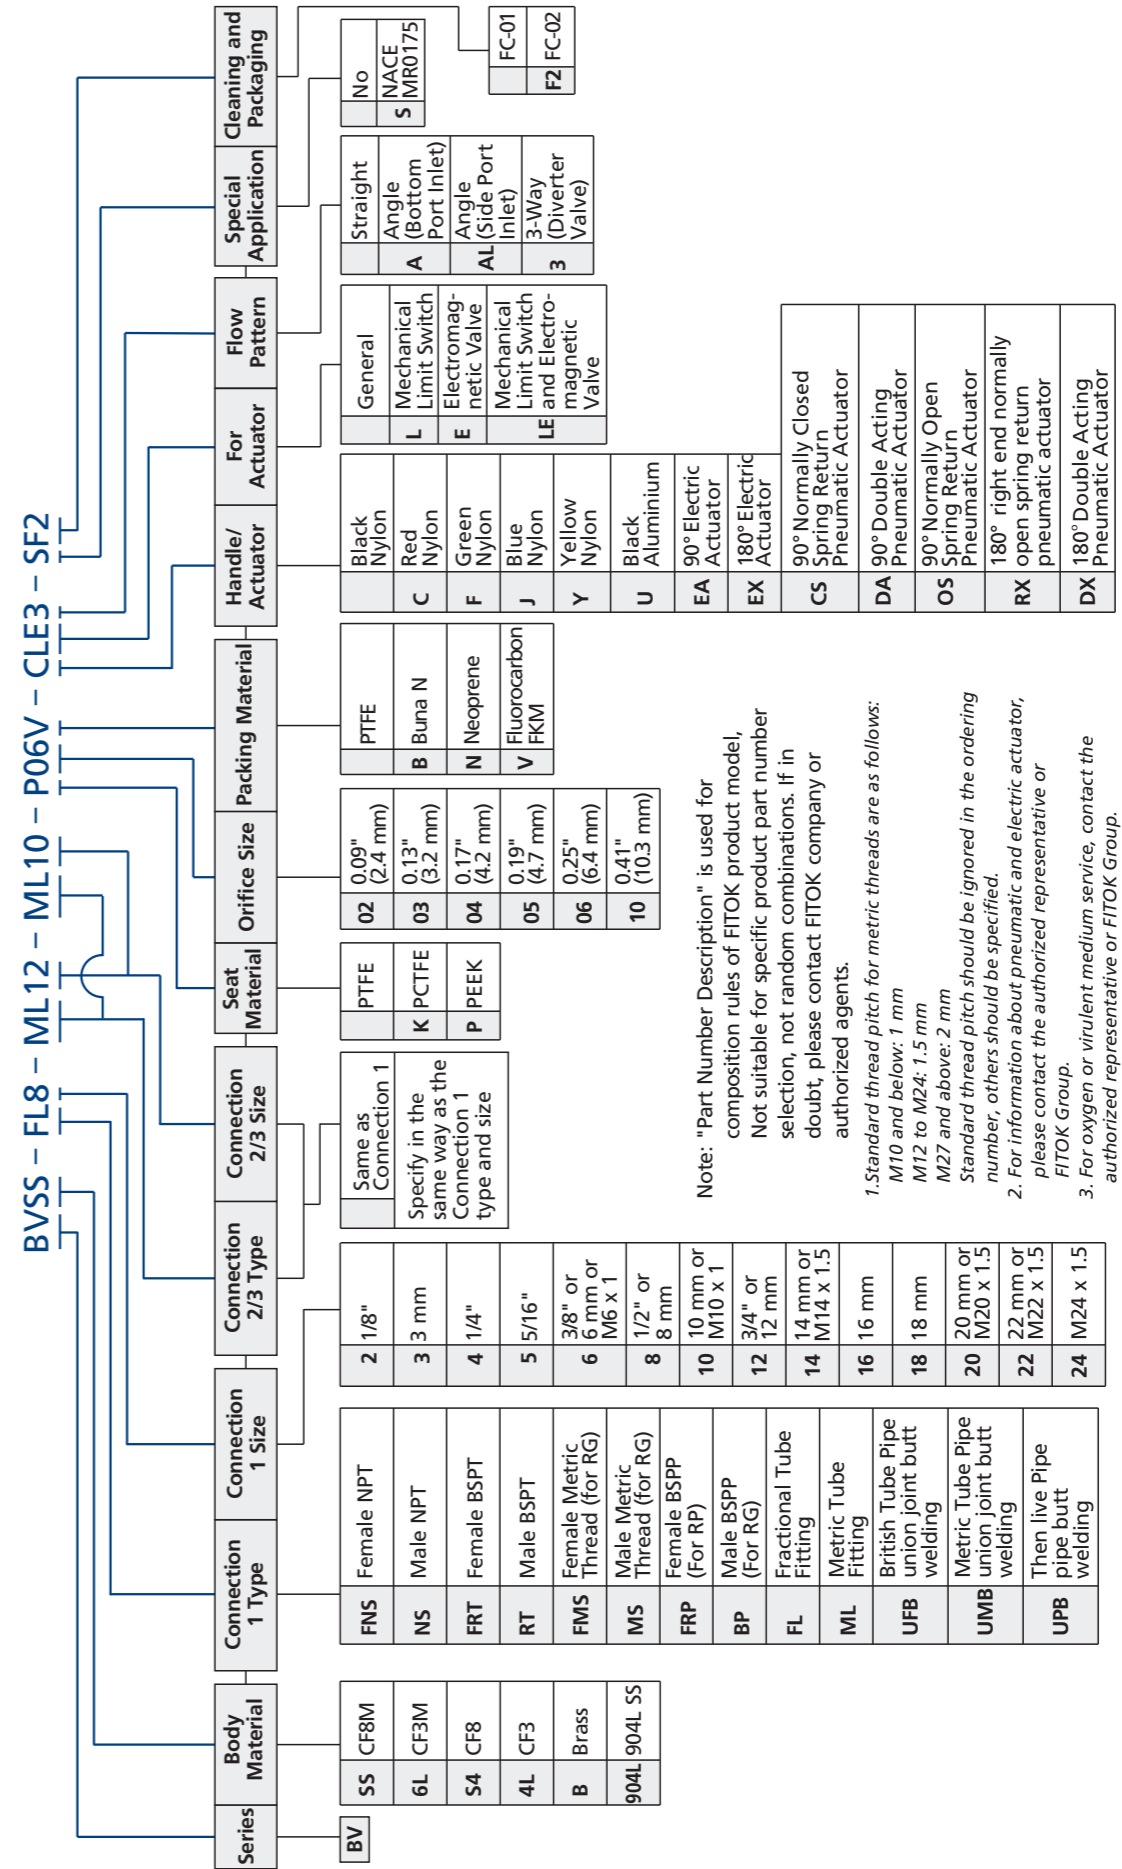 BVSS – FL8 – ML12 – ML10 – P06V – CLE3 – SF2
Series
BV
Body
Material
SS CF8M
6L CF3M
S4 CF8
4L CF3
B Brass
904L 904L SS
Connection
1 Type
FNS Female NPT
NS Male NPT
FRT Female BSPT
RT Male BSPT
FMS Female Metric
Thread (for RG)
MS Male Metric
Thread (for RG)
FRP Female BSPP
(For RP)
BP Male BSPP
(For RG)
FL Fractional Tube
Fitting
ML Metric Tube
Fitting
UFB British Tube Pipe
union joint butt
welding
UMB Metric Tube Pipe
union joint butt
welding
UPB Then live Pipe
pipe butt
welding
Connection
1 Size
2 1/8"
3 3 mm
4 1/4"
5 5/16"
6 3/8" or
6 mm or
M6 x 1
8 1/2" or
8 mm
10 10 mm or
M10 x 1
12 3/4" or
12 mm
14 14 mm or
M14 x 1.5
16 16 mm
18 18 mm
20 20 mm or
M20 x 1.5
22 22 mm or
M22 x 1.5
24 M24 x 1.5
Connection
2/3 Type
Connection
2/3 Size
Same as
Connection 1
Specify in the
same way as the
Connection 1
type and size
Seat
Material
PTFE
K PCTFE
P PEEK
Orifice Size
02 0.09"
(2.4 mm)
03 0.13"
(3.2 mm)
04 0.17"
(4.2 mm)
05 0.19"
(4.7 mm)
06 0.25"
(6.4 mm)
10 0.41"
(10.3 mm)
Packing Material
PTFE
B Buna N
N Neoprene
V Fluorocarbon
FKM
Handle/
Actuator
Black
Nylon
C Red
Nylon
F Green
Nylon
J Blue
Nylon
Y Yellow
Nylon
U Black
Aluminium
EA 90° Electric
Actuator
EX 180° Electric
Actuator
CS 90° Normally Closed
Spring Return
Pneumatic Actuator
DA 90° Double Acting
Pneumatic Actuator
OS 90° Normally Open
Spring Return
Pneumatic Actuator
RX 180° right end normally
open spring return
pneumatic actuator
DX 180° Double Acting
Pneumatic Actuator
For
Actuator
General
L Mechanical
Limit Switch
E Electromag-
netic Valve
LE Mechanical
Limit Switch
and Electro-
magnetic
Valve
Flow
Pattern
Straight
A Angle
(Bottom
Port Inlet)
AL Angle
(Side Port
Inlet)
3 3-Way
(Diverter
Valve)
Special
Application
No
S NACE
MR0175
Cleaning and
Packaging
FC-01
F2 FC-02
Note: "Part Number Description" is used for
composition rules of FITOK product model,
Not suitable for specific product part number
selection, not random combinations. If in
doubt, please contact FITOK company or
authorized agents.
1.Standard thread pitch for metric threads are as follows:
M10 and below: 1 mm
M12 to M24: 1.5 mm
M27 and above: 2 mm
Standard thread pitch should be ignored in the ordering
number, others should be specified.
2. For information about pneumatic and electric actuator,
please contact the authorized representative or
FITOK Group.
3. For oxygen or virulent medium service, contact the
authorized representative or FITOK Group.